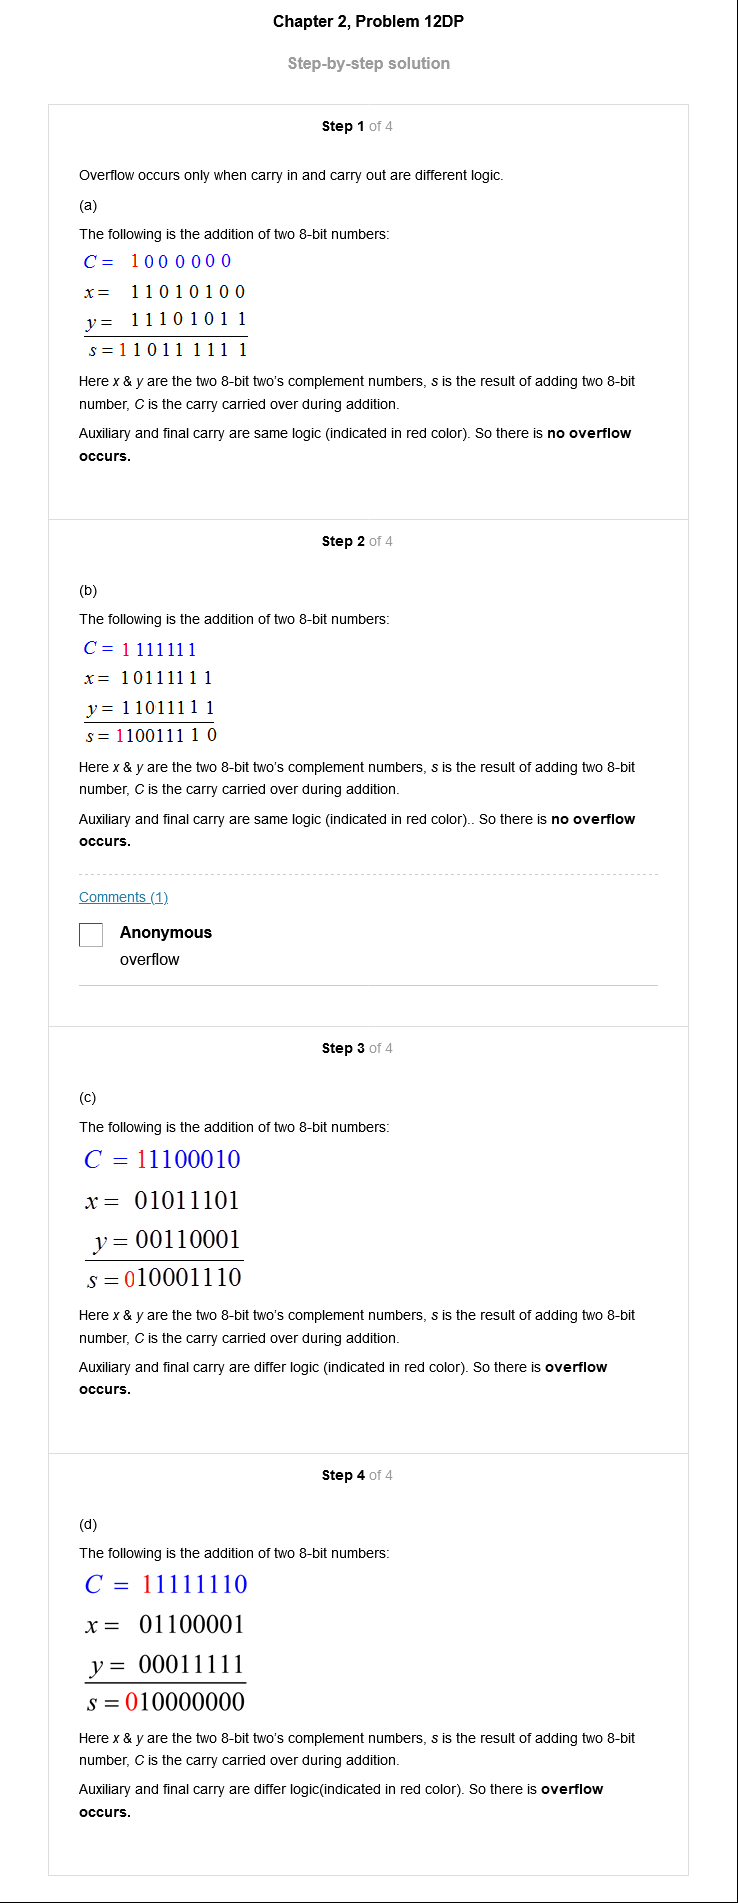 Chapter 2, Problem 12DP
Step-by-step solution
Step 1 of 4
Overflow occurs only when carry in and carry out are different logic.
(a)
The following is the addition of two 8-bit numbers:
C = 1 0 0 0 0 0 0
x = 1 1 0 1 0 1 0 0
y = 1 1 1 0 1 0 1 1
s = 1 1 0 1 1 1 1 1 1
Here x & y are the two 8-bit two's complement numbers, s is the result of adding two 8-bit
number, C is the carry carried over during addition.
Auxiliary and final carry are same logic (indicated in red color). So there is no overflow
occurs.
Step 2 of 4
(b)
The following is the addition of two 8-bit numbers:
C = 1 111111
x = 1 0 1 1 1 1 1 1
y = 1 1 0 1 1 1 1 1
s = 1100111 1 0
Here x & y are the two 8-bit two's complement numbers, s is the result of adding two 8-bit
number, C is the carry carried over during addition.
Auxiliary and final carry are same logic (indicated in red color).. So there is no overflow
occurs.
Comments (1)
Anonymous
overflow
Step 3 of 4
(c)
The following is the addition of two 8-bit numbers:
C = 11100010
x = 01011101
y = 00110001
s = 010001110
Here x & y are the two 8-bit two's complement numbers, s is the result of adding two 8-bit
number, C is the carry carried over during addition.
Auxiliary and final carry are differ logic (indicated in red color). So there is overflow
occurs.
Step 4 of 4
(d)
The following is the addition of two 8-bit numbers:
C = 11111110
x = 01100001
y = 00011111
s = 010000000
Here x & y are the two 8-bit two's complement numbers, s is the result of adding two 8-bit
number, C is the carry carried over during addition.
Auxiliary and final carry are differ logic(indicated in red color). So there is overflow
occurs.